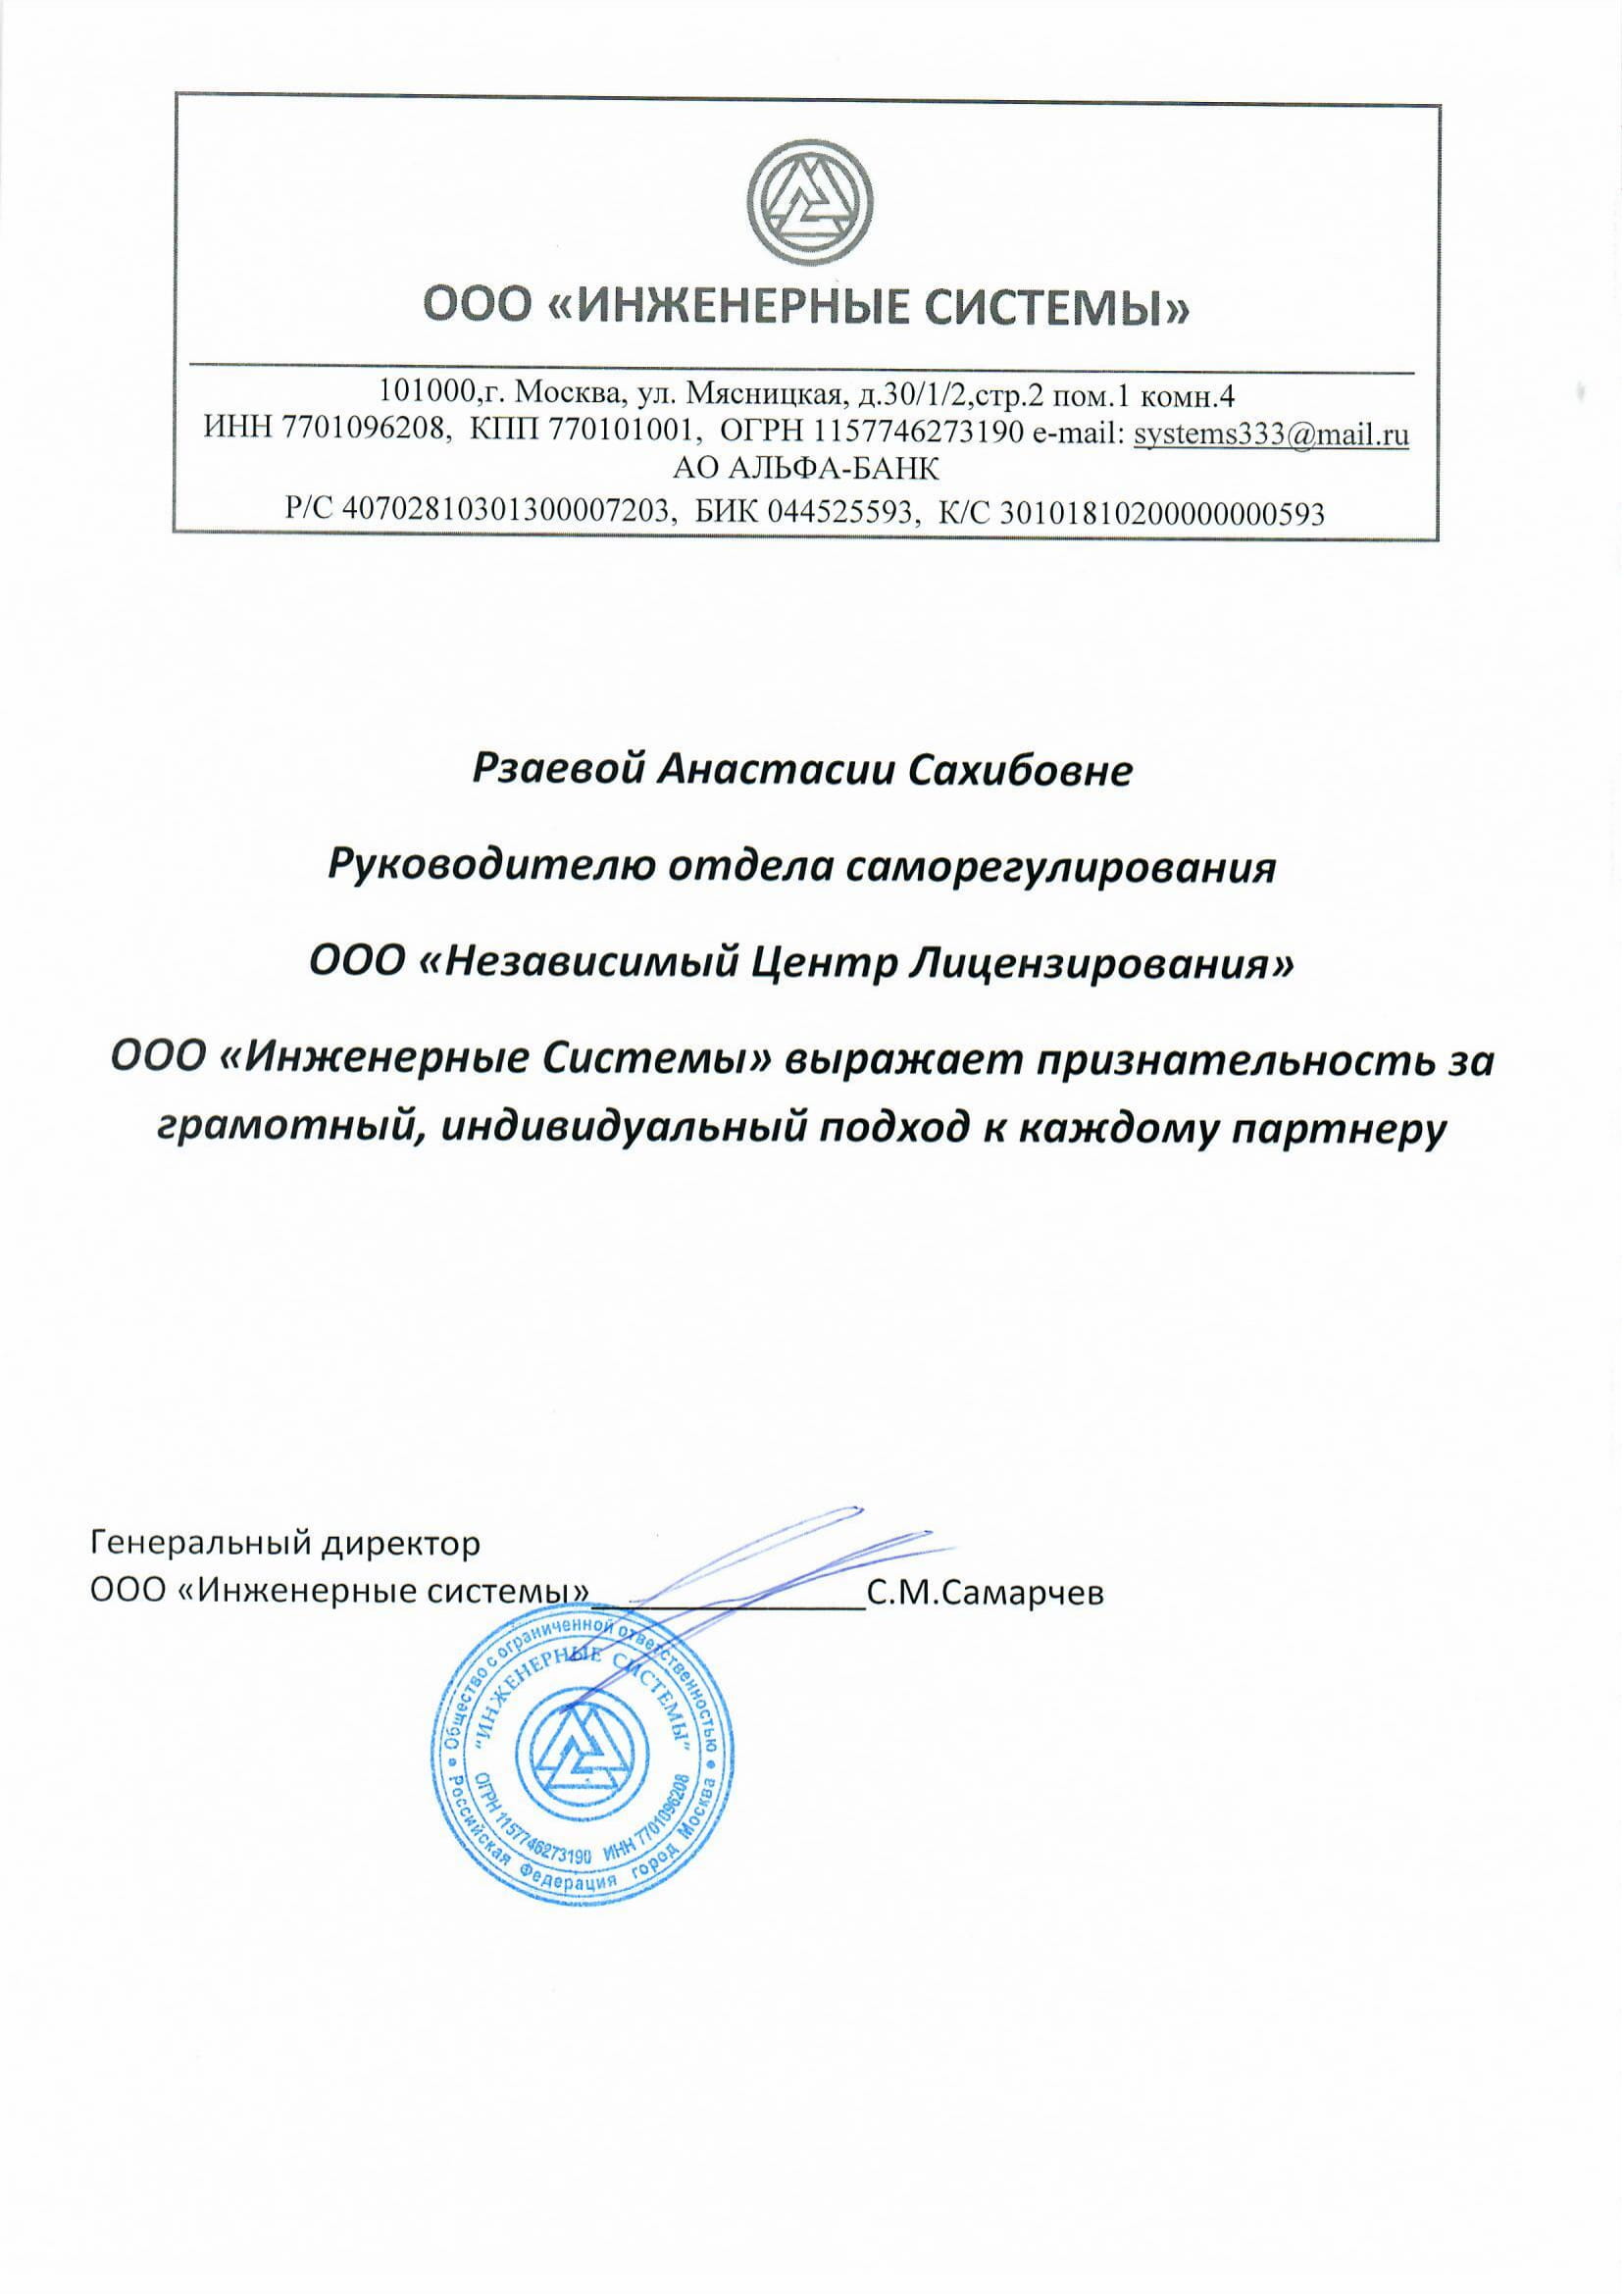 ООО «ИНЖЕНЕРНЫЕ СИСТЕМЫ»
101000,г. Москва, ул. Мясницкая, д.30/1/2,стр.2 пом.1 комн.4
ИНН 7701096208, КПП 770101001, ОГРН 1157746273190 e-mail: systems333@mail.ru
АО АЛЬФА-БАНК
Р/С 40702810301300007203, БИК 044525593, К/С 30101810200000000593
Рзаевой Анастасии Сахибовне
Руководителю отдела саморегулирования
ООО «Независимый Центр Лицензирования»
ООО «Инженерные Системы» выражает признательность за
грамотный, индивидуальный подход к каждому партнеру
Генеральный директор
ООО «Инженерные системы»______________С.М.Самарчев
Общество с ограниченной ответственностью
"ИНЖЕНЕРНЫЕ СИСТЕМЫ"
ОГРН 1157746273190 ИНН 7701096208
Российская Федерация город Москва